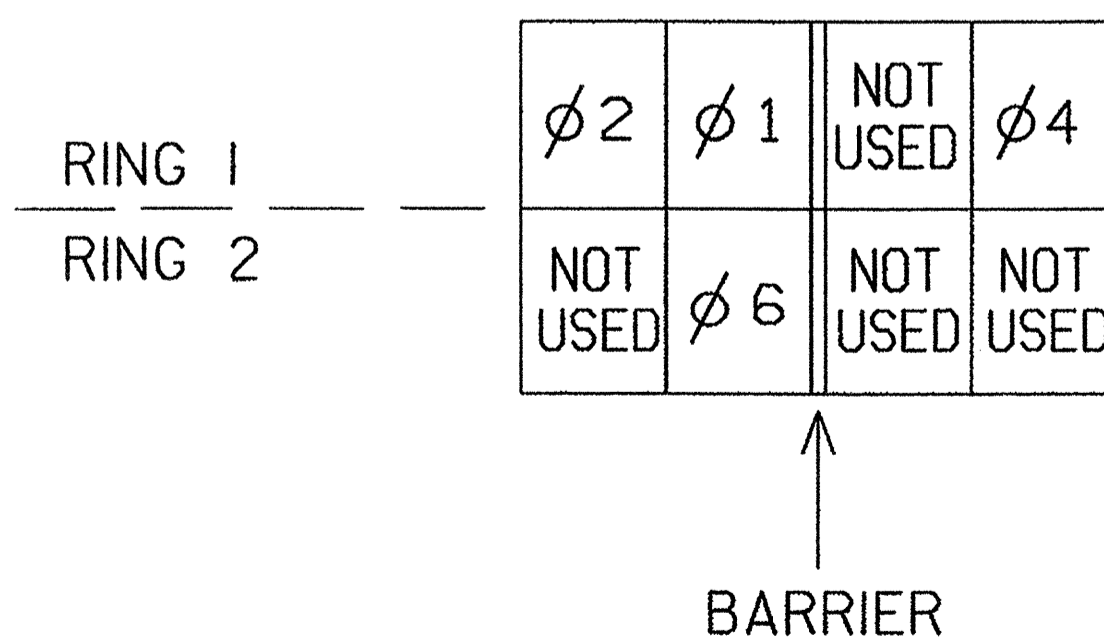 RING 1
RING 2
ø2
ø1
NOT
USED
ø4
NOT
USED
ø6
NOT
USED
NOT
USED
BARRIER